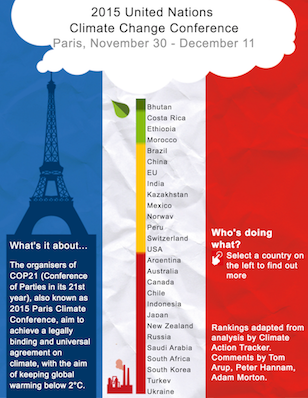 2015 United Nations
Climate Change Conference
Paris, November 30 - December 11
Bhutan
Costa Rica
Ethiopia
Morocco
Brazil
China
EU
India
Kazakhstan
Mexico
Norway
Peru
Switzerland
USA
Argentina
Australia
Canada
Chile
Indonesia
Japan
New Zealand
Russia
Saudi Arabia
South Africa
South Korea
Turkey
Ukraine
What's it about...
The organisers of
COP21 (Conference
of Parties in its 21st
year), also known as
2015 Paris Climate
Conference, aim to
achieve a legally
binding and universal
agreement on
climate, with the aim
of keeping global
warming below 2°C.
Who's doing
what?
Select a country on
the left to find out
more
Rankings adapted from
analysis by Climate
Action Tracker.
Comments by Tom
Arup, Peter Hannam,
Adam Morton.